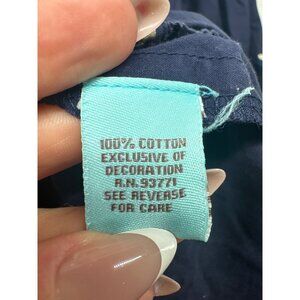 100% COTTON
EXCLUSIVE OF
DECORATION
R.N. 93771
SEE REVERSE
FOR CARE